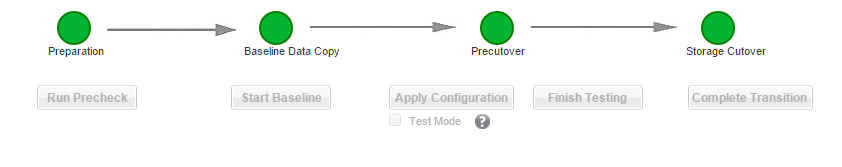 Preparation
Baseline Data Copy
Precutover
Storage Cutover
Run Precheck
Start Baseline
Apply Configuration
Finish Testing
Complete Transition
Test Mode
?